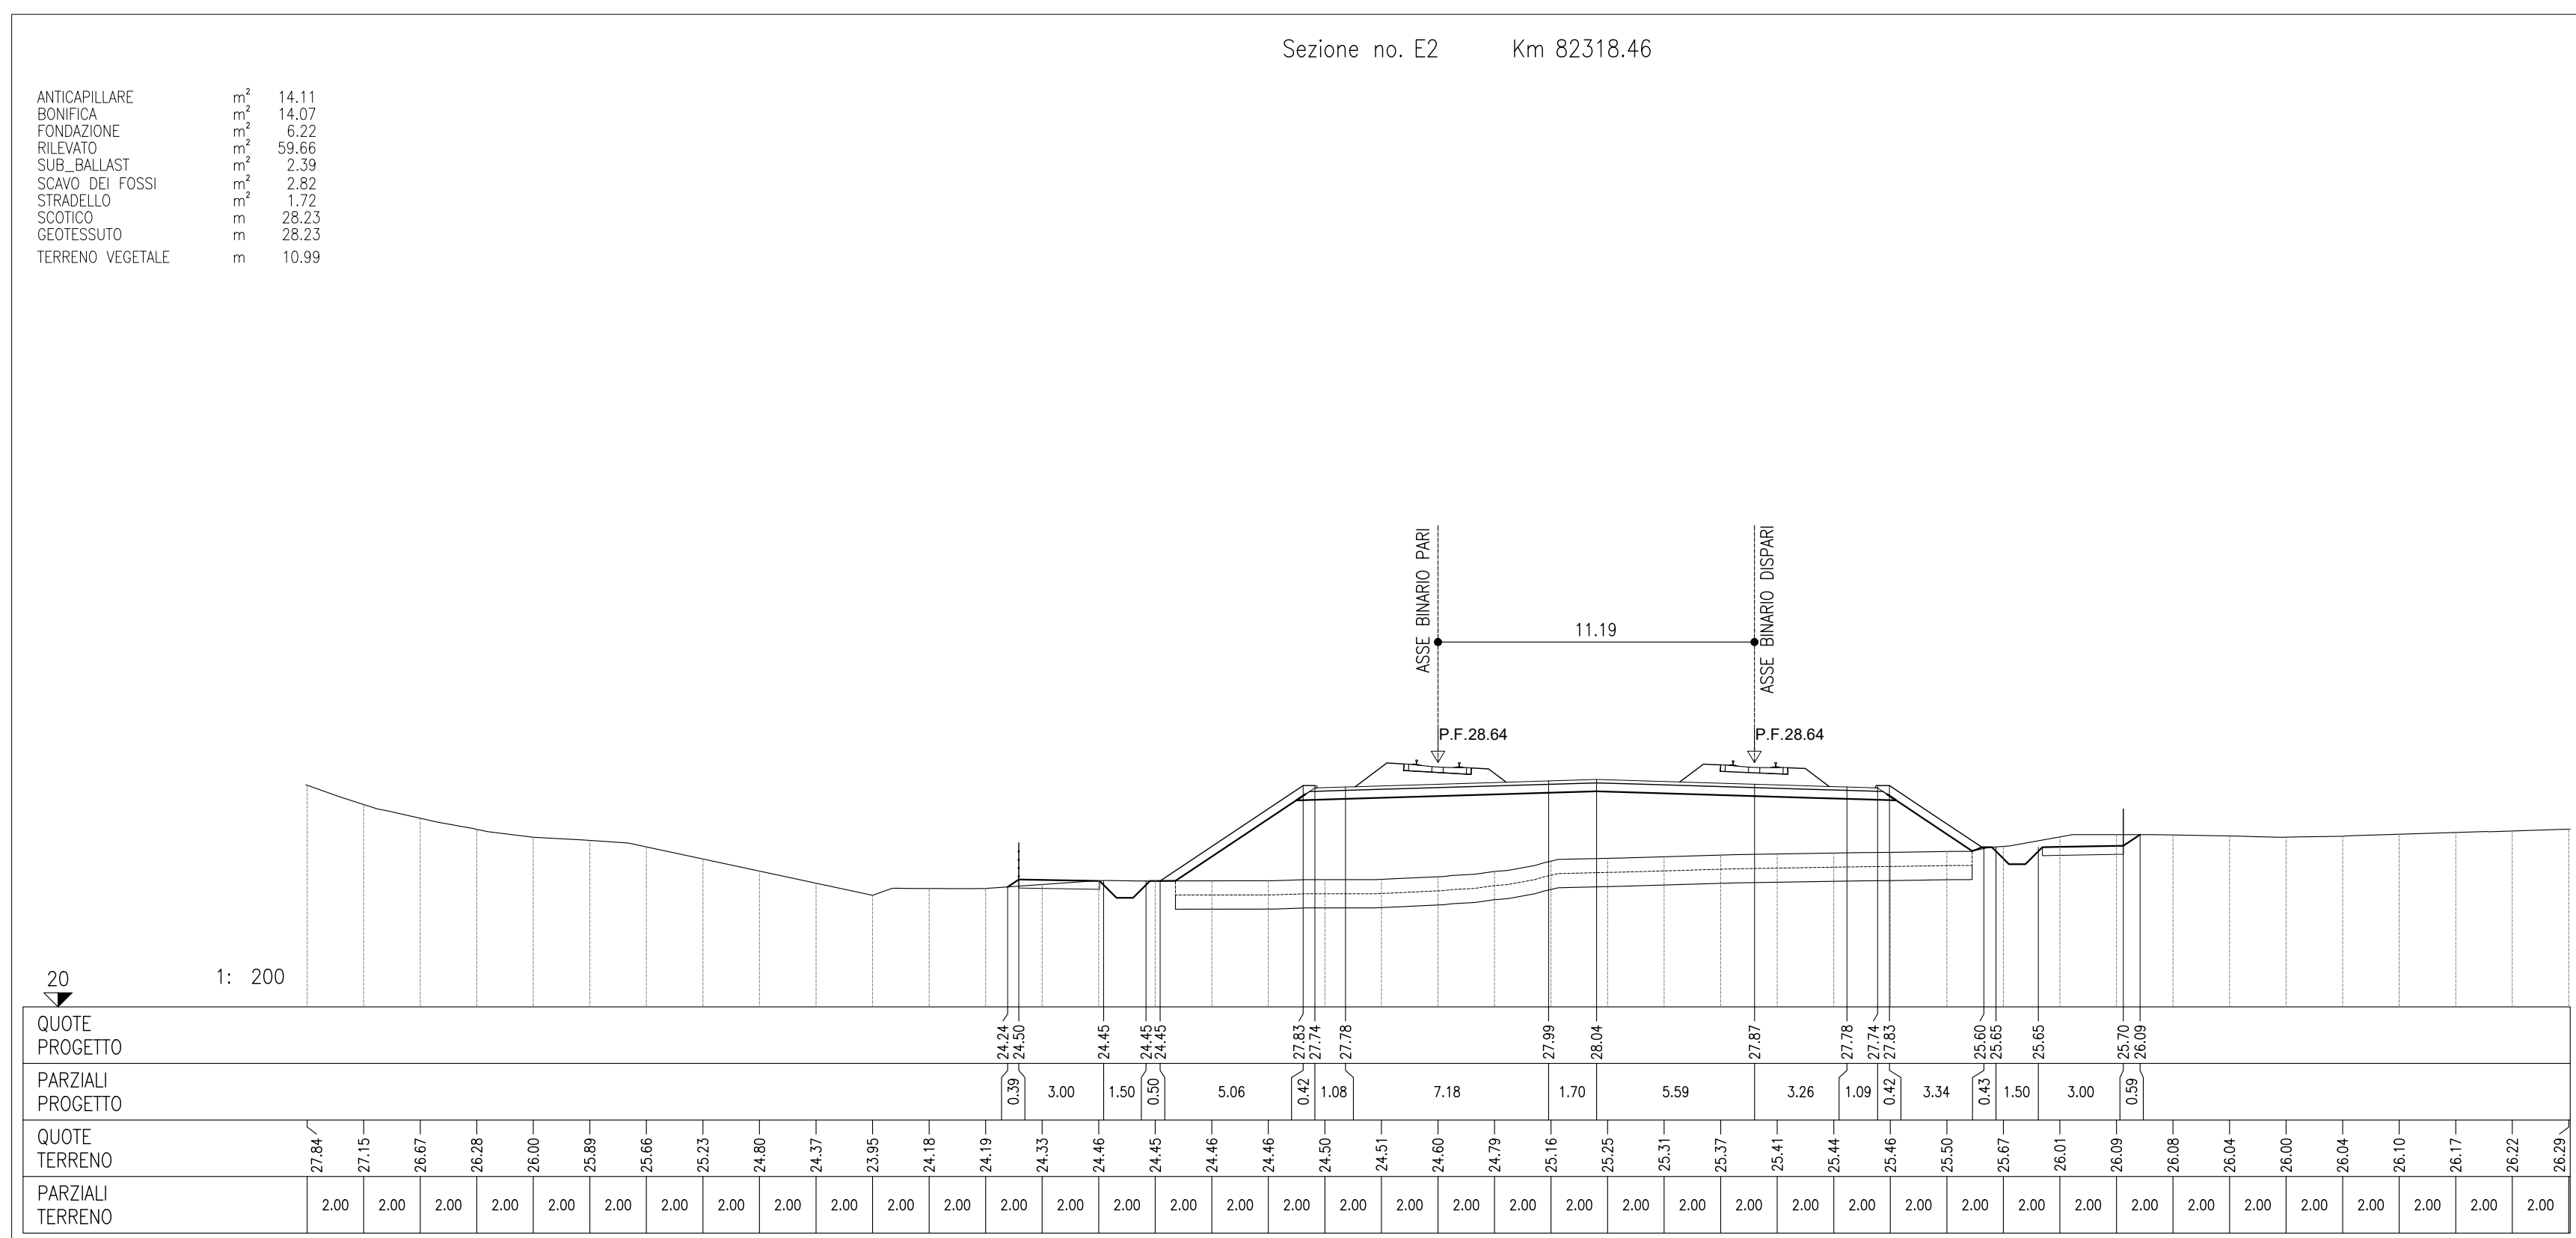 Sezione no. E2 Km 82318.46
ANTICAPILLARE m² 14.11
BONIFICA m² 14.07
FONDAZIONE m² 6.22
RILEVATO m² 59.66
SUB_BALLAST m² 2.39
SCAVO DEI FOSSI m² 2.82
STRADELLO m² 1.72
SCOTICO m 28.23
GEOTESSUTO m 28.23
TERRENO VEGETALE m 10.99
ASSE BINARIO PARI
ASSE BINARIO DISPARI
11.19
P.F.28.64
P.F.28.64
20
1: 200
QUOTE
PROGETTO
24.24 24.50 24.45 24.45 24.45 27.83 27.74 27.78 27.99 28.04 27.87 27.78 27.74 27.83 25.60 25.65 25.65 25.70 26.09
PARZIALI
PROGETTO
0.39 3.00 1.50 0.50 5.06 0.42 1.08 7.18 1.70 5.59 3.26 1.09 0.42 3.34 0.43 1.50 3.00 0.59
QUOTE
TERRENO
27.84 27.15 26.67 26.28 26.00 25.89 25.66 25.23 24.80 24.37 23.95 24.18 24.19 24.33 24.46 24.45 24.46 24.46 24.50 24.51 24.60 24.79 25.16 25.25 25.31 25.37 25.41 25.44 25.46 25.50 25.67 26.01 26.09 26.08 26.04 26.00 26.04 26.10 26.17 26.22 26.29
PARZIALI
TERRENO
2.00 2.00 2.00 2.00 2.00 2.00 2.00 2.00 2.00 2.00 2.00 2.00 2.00 2.00 2.00 2.00 2.00 2.00 2.00 2.00 2.00 2.00 2.00 2.00 2.00 2.00 2.00 2.00 2.00 2.00 2.00 2.00 2.00 2.00 2.00 2.00 2.00 2.00 2.00 2.00